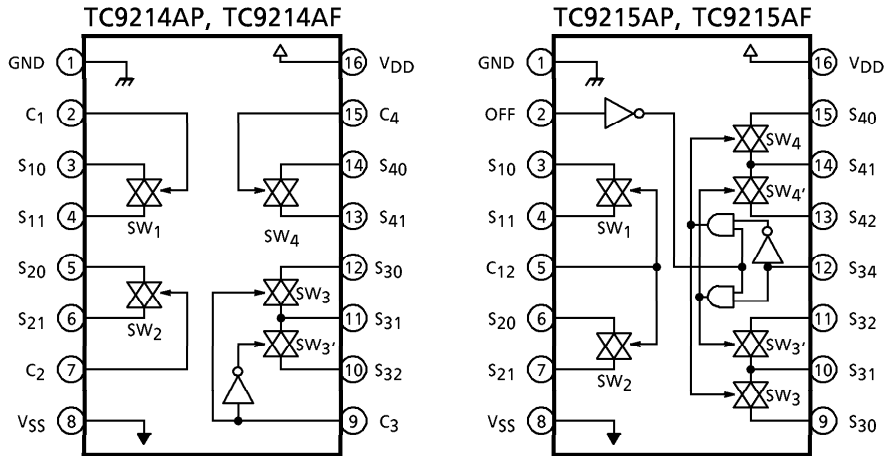 TC9214AP, TC9214AF
GND 1
16 VDD
C1 2
15 C4
S10 3
14 S40
S11 4
13 S41
SW1
SW4
S20 5
12 S30
SW3
S21 6
11 S31
SW2
SW3'
C2 7
10 S32
VSS 8
9 C3
TC9215AP, TC9215AF
GND 1
16 VDD
OFF 2
15 S40
SW4
S10 3
14 S41
SW4'
S11 4
13 S42
SW1
C12 5
12 S34
S20 6
11 S32
SW3'
S21 7
10 S31
SW2
SW3
VSS 8
9 S30